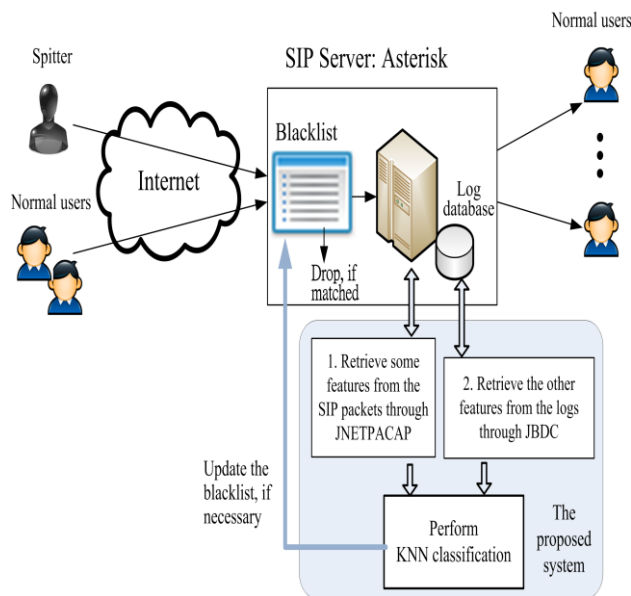 Normal users
Spitter
SIP Server: Asterisk
Blacklist
Internet
Log
database
Normal users
Drop, if
matched
1. Retrieve some
features from the
SIP packets through
JNETPACAP
2. Retrieve the other
features from the logs
through JBDC
Update the
blacklist, if
necessary
Perform
KNN classification
The
proposed
system